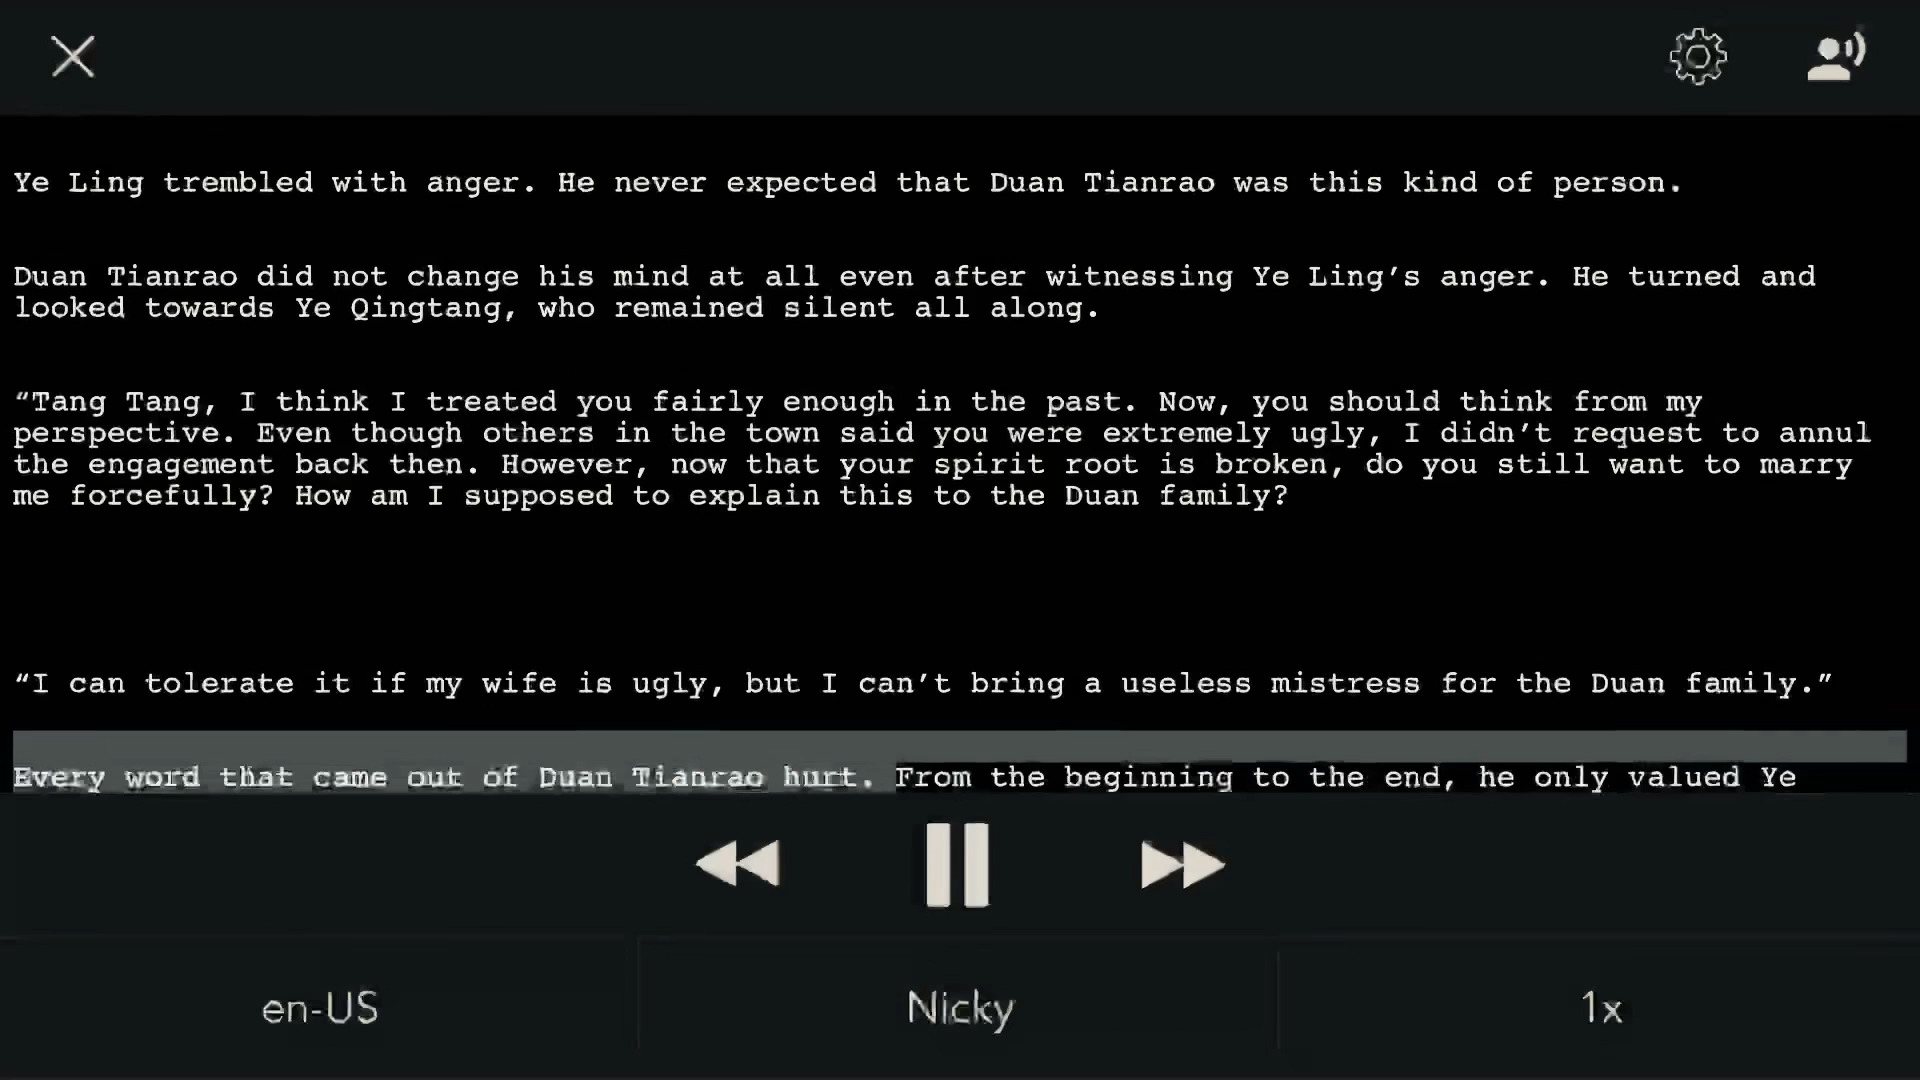 Ye Ling trembled with anger. He never expected that Duan Tianrao was this kind of person.
Duan Tianrao did not change his mind at all even after witnessing Ye Ling’s anger. He turned and
looked towards Ye Qingtang, who remained silent all along.
“Tang Tang, I think I treated you fairly enough in the past. Now, you should think from my
perspective. Even though others in the town said you were extremely ugly, I didn’t request to annul
the engagement back then. However, now that your spirit root is broken, do you still want to marry
me forcefully? How am I supposed to explain this to the Duan family?
“I can tolerate it if my wife is ugly, but I can’t bring a useless mistress for the Duan family.”
Every word that came out of Duan Tianrao hurt. From the beginning to the end, he only valued Ye
en-US
Nicky
1x